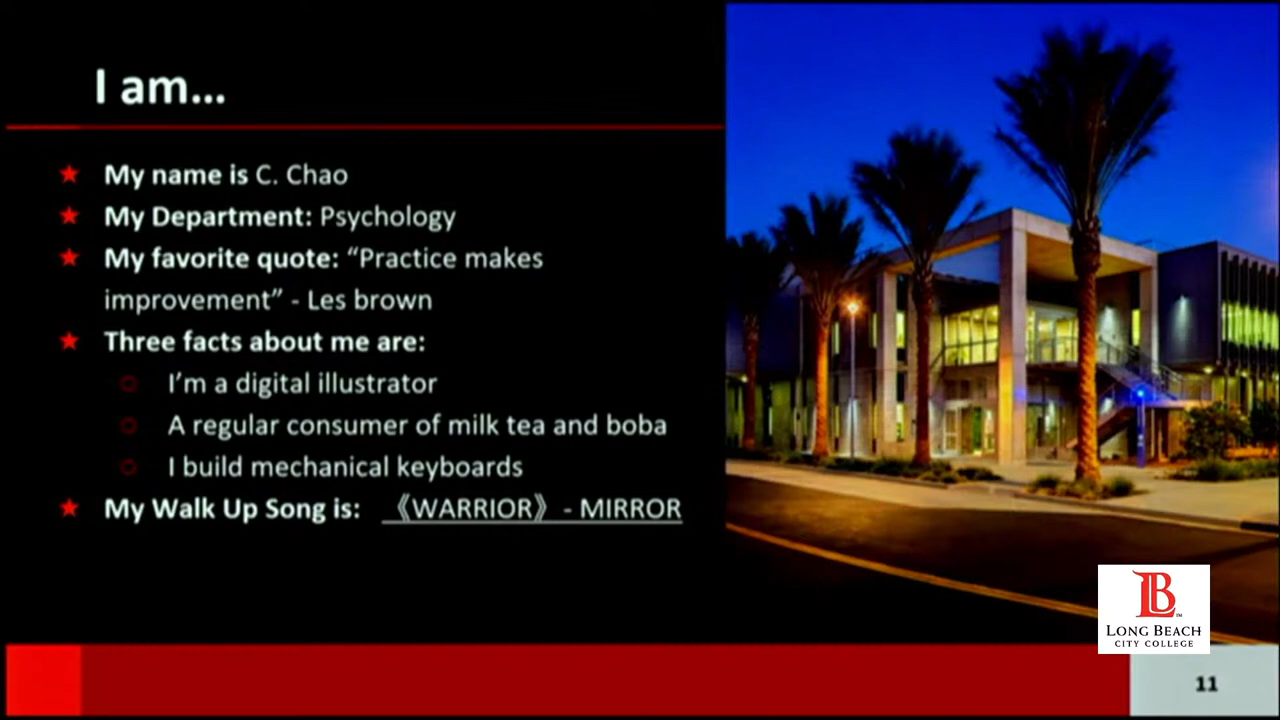 I am...
My name is C. Chao
My Department: Psychology
My favorite quote: “Practice makes
improvement” - Les brown
Three facts about me are:
I’m a digital illustrator
A regular consumer of milk tea and boba
I build mechanical keyboards
My Walk Up Song is: 《WARRIOR》 - MIRROR
LB™
LONG BEACH
CITY COLLEGE
11